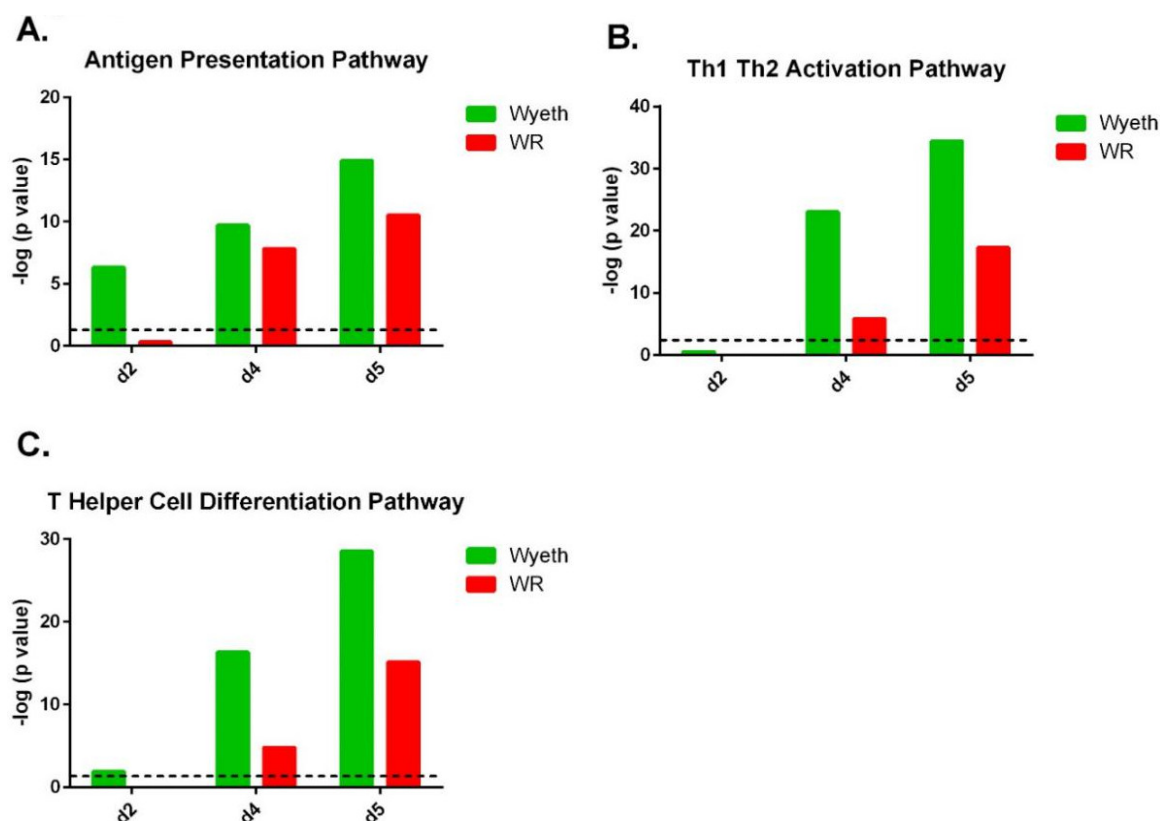 A.
Antigen Presentation Pathway
20
15
10
5
0
-log (p value)
d2
d4
d5
Wyeth
WR
B.
Th1 Th2 Activation Pathway
40
30
20
10
0
-log (p value)
d2
d4
d5
Wyeth
WR
C.
T Helper Cell Differentiation Pathway
30
20
10
0
-log (p value)
d2
d4
d5
Wyeth
WR